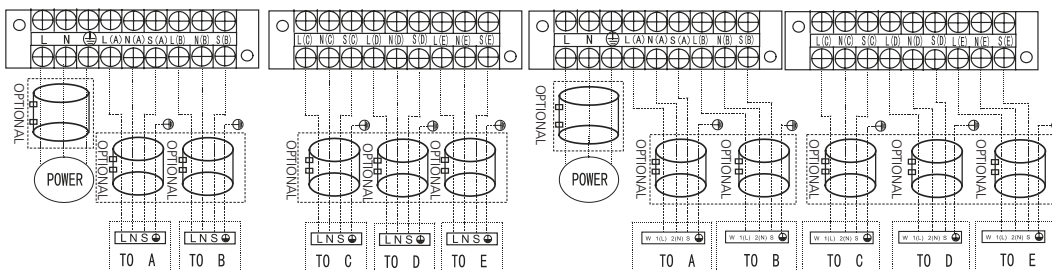 L N L(A) N(A) S(A) L(B) N(B) S(B)
L(C) N(C) S(C) L(D) N(D) S(D) L(E) N(E) S(E)
L N L(A) N(A) S(A) L(B) N(B) S(B)
L(C) N(C) S(C) L(D) N(D) S(D) L(E) N(E) S(E)
OPTIONAL
OPTIONAL
OPTIONAL
OPTIONAL
OPTIONAL
OPTIONAL
OPTIONAL
OPTIONAL
OPTIONAL
OPTIONAL
OPTIONAL
OPTIONAL
POWER
POWER
L N S
L N S
L N S
L N S
L N S
W 1(L) 2(N) S
W 1(L) 2(N) S
W 1(L) 2(N) S
W 1(L) 2(N) S
W 1(L) 2(N) S
TO A
TO B
TO C
TO D
TO E
TO A
TO B
TO C
TO D
TO E